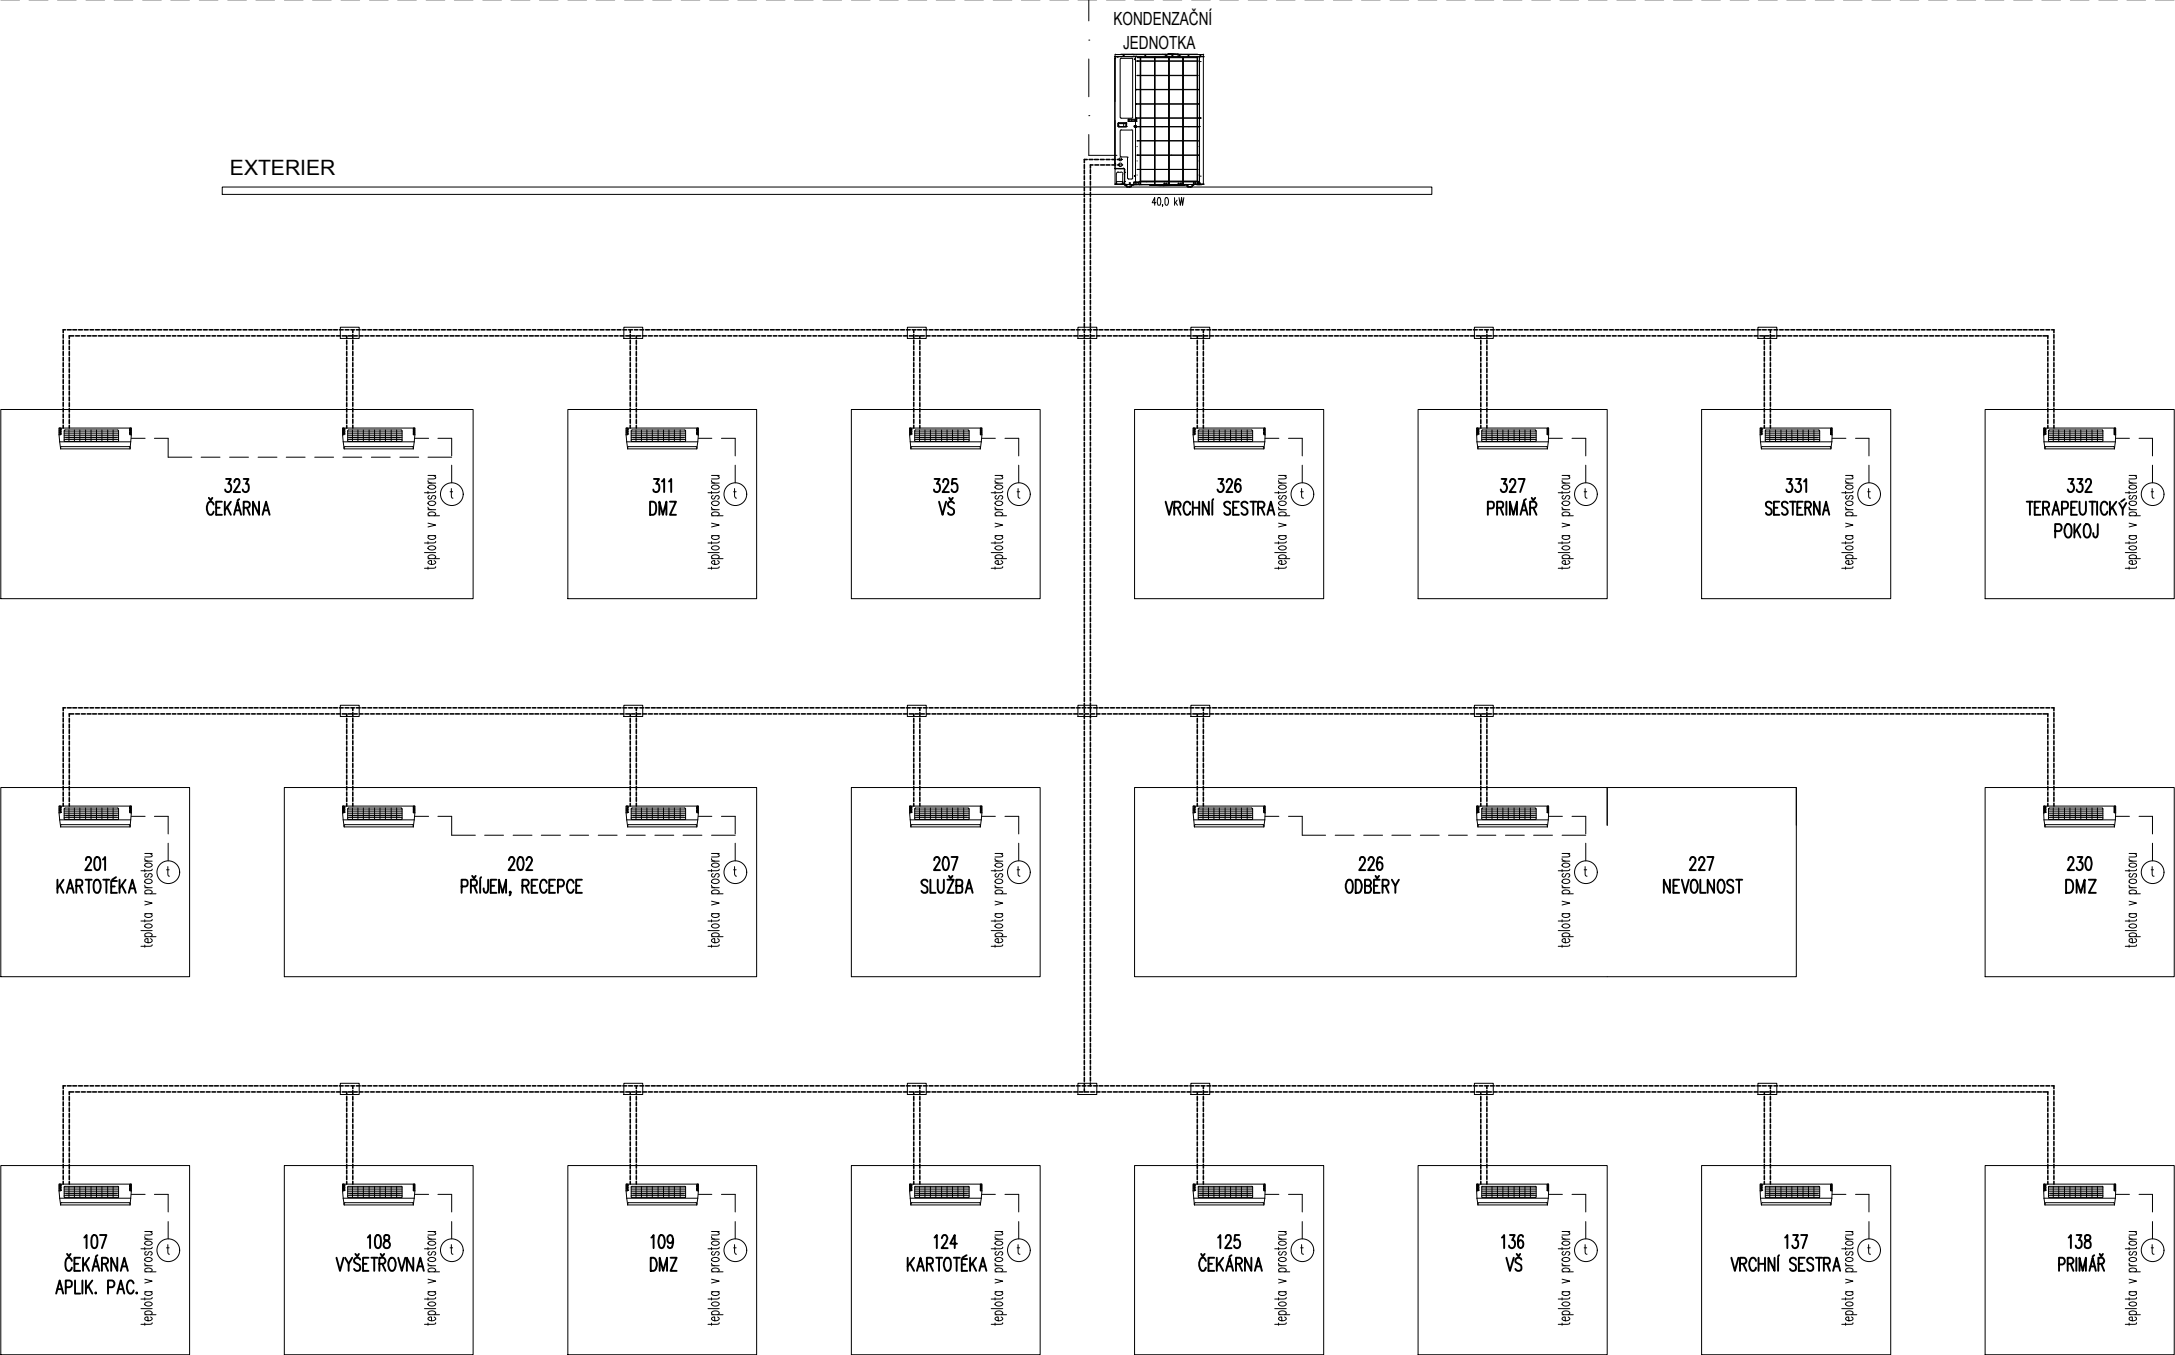 KONDENZAČNÍ
JEDNOTKA
EXTERIER
40,0 kW
323
ČEKÁRNA
teplota v prostoru
t
311
DMZ
teplota v prostoru
t
325
VŠ
teplota v prostoru
t
326
VRCHNÍ SESTRA
teplota v prostoru
t
327
PRIMÁŘ
teplota v prostoru
t
331
SESTERNA
teplota v prostoru
t
332
TERAPEUTICKÝ
POKOJ
teplota v prostoru
t
201
KARTOTÉKA
teplota v prostoru
t
202
PŘÍJEM, RECEPCE
teplota v prostoru
t
207
SLUŽBA
teplota v prostoru
t
226
ODBĚRY
teplota v prostoru
t
227
NEVOLNOST
230
DMZ
teplota v prostoru
t
107
ČEKÁRNA
APLIK. PAC.
teplota v prostoru
t
108
VYŠETŘOVNA
teplota v prostoru
t
109
DMZ
teplota v prostoru
t
124
KARTOTÉKA
teplota v prostoru
t
125
ČEKÁRNA
teplota v prostoru
t
136
VŠ
teplota v prostoru
t
137
VRCHNÍ SESTRA
teplota v prostoru
t
138
PRIMÁŘ
teplota v prostoru
t